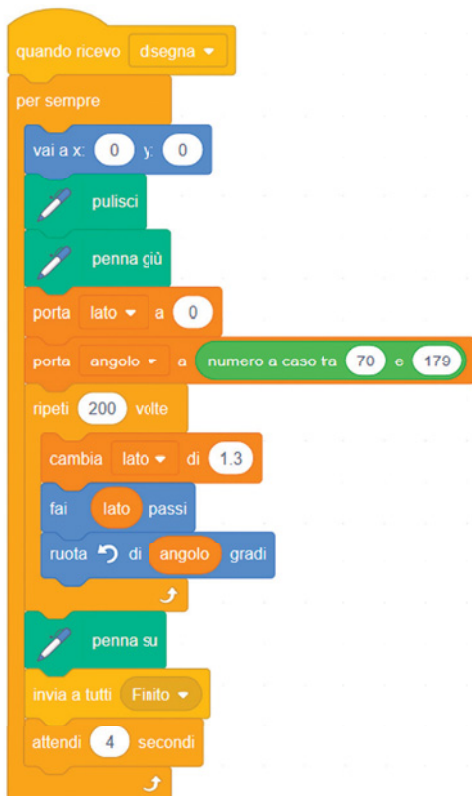 quando ricevo dsegna
per sempre
vai a x: 0 y: 0
pulisci
penna giù
porta lato a 0
porta angolo a numero a caso tra 70 e 179
ripeti 200 volte
cambia lato di 1.3
fai lato passi
ruota di angolo gradi
penna su
invia a tutti Finito
attendi 4 secondi